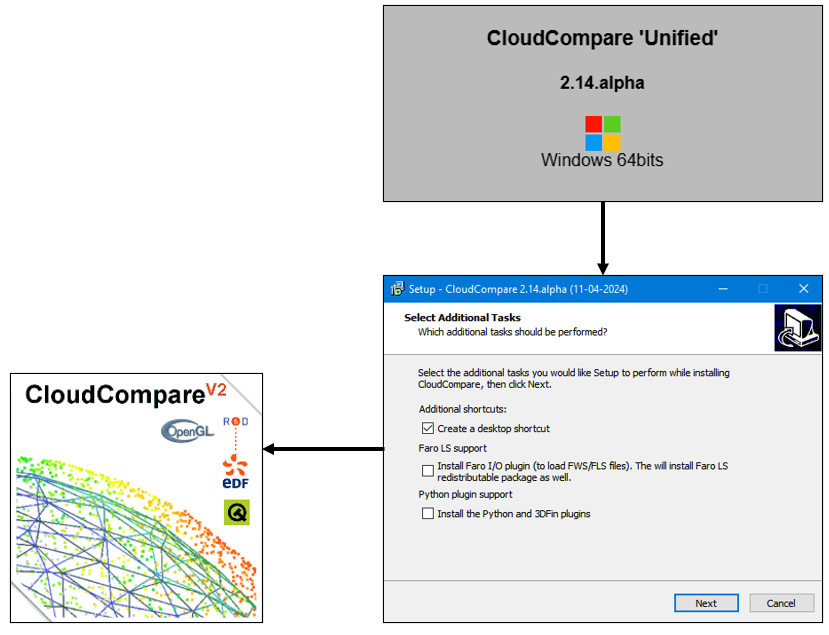 CloudCompare 'Unified'
2.14.alpha
Windows 64bits
Setup - CloudCompare 2.14.alpha (11-04-2024)
Select Additional Tasks
Which additional tasks should be performed?
Select the additional tasks you would like Setup to perform while installing
CloudCompare, then click Next.
Additional shortcuts:
Create a desktop shortcut
Faro LS support
Install Faro I/O plugin (to load FWS/FLS files). The will install Faro LS
redistributable package as well.
Python plugin support
Install the Python and 3DFin plugins
Next
Cancel
CloudCompare V2
OpenGL
R&D
eDF